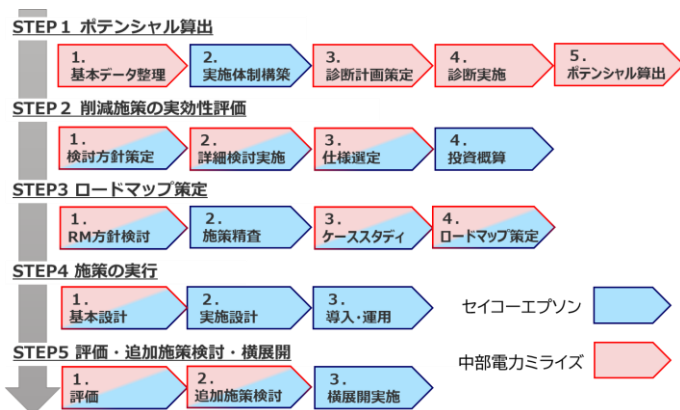 STEP1 ポテンシャル算出
1.
基本データ整理
2.
実施体制構築
3.
診断計画策定
4.
診断実施
5.
ポテンシャル算出
STEP2 削減施策の実効性評価
1.
検討方針策定
2.
詳細検討実施
3.
仕様選定
4.
投資概算
STEP3 ロードマップ策定
1.
RM方針検討
2.
施策精査
3.
ケーススタディ
4.
ロードマップ策定
STEP4 施策の実行
1.
基本設計
2.
実施設計
3.
導入・運用
セイコーエプソン
STEP5 評価・追加施策検討・横展開
1.
評価
2.
追加施策検討
3.
横展開実施
中部電力ミライズ